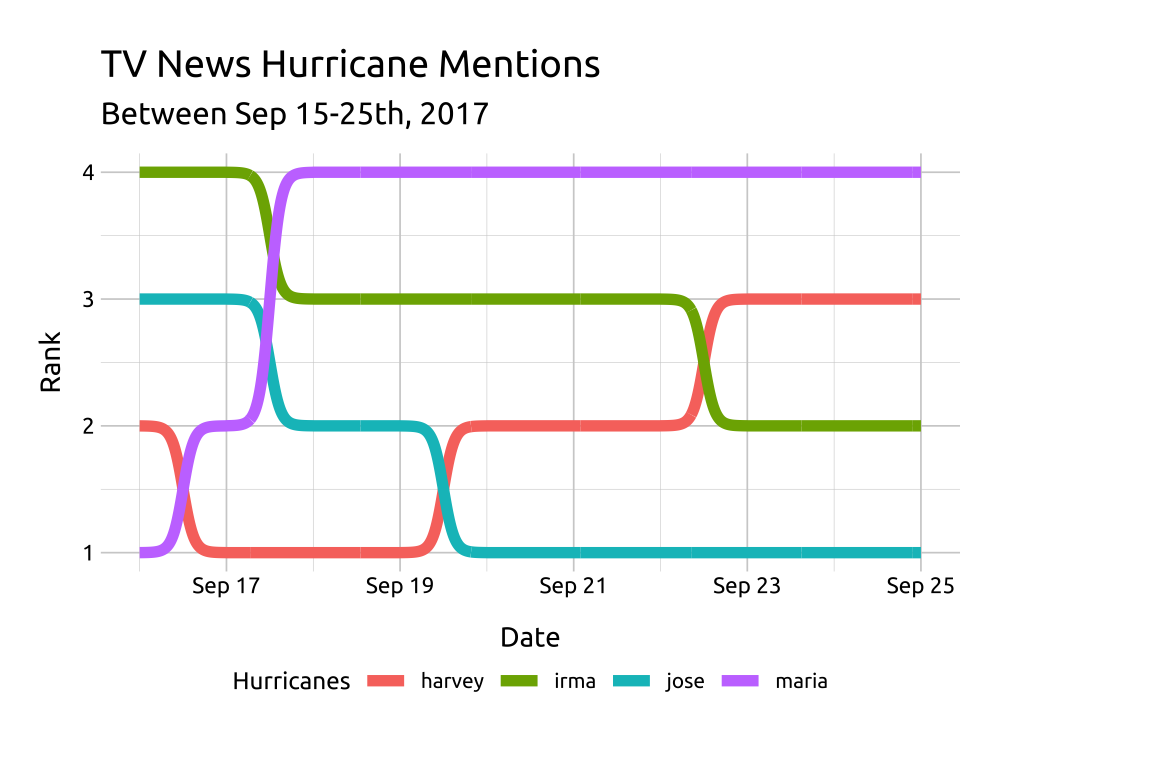 TV News Hurricane Mentions
Between Sep 15-25th, 2017
4
3
2
1
Rank
Sep 17 Sep 19 Sep 21 Sep 23 Sep 25
Date
Hurricanes harvey irma jose maria